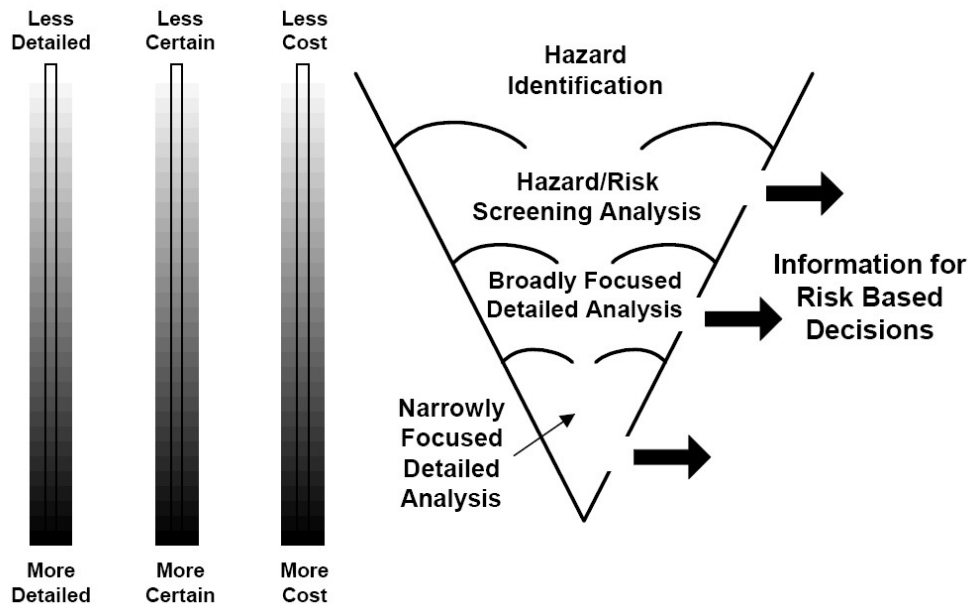 Less
Detailed
Less
Certain
Less
Cost
Hazard
Identification
Hazard/Risk
Screening Analysis
Broadly Focused
Detailed Analysis
Information for
Risk Based
Decisions
Narrowly
Focused
Detailed
Analysis
More
Detailed
More
Certain
More
Cost